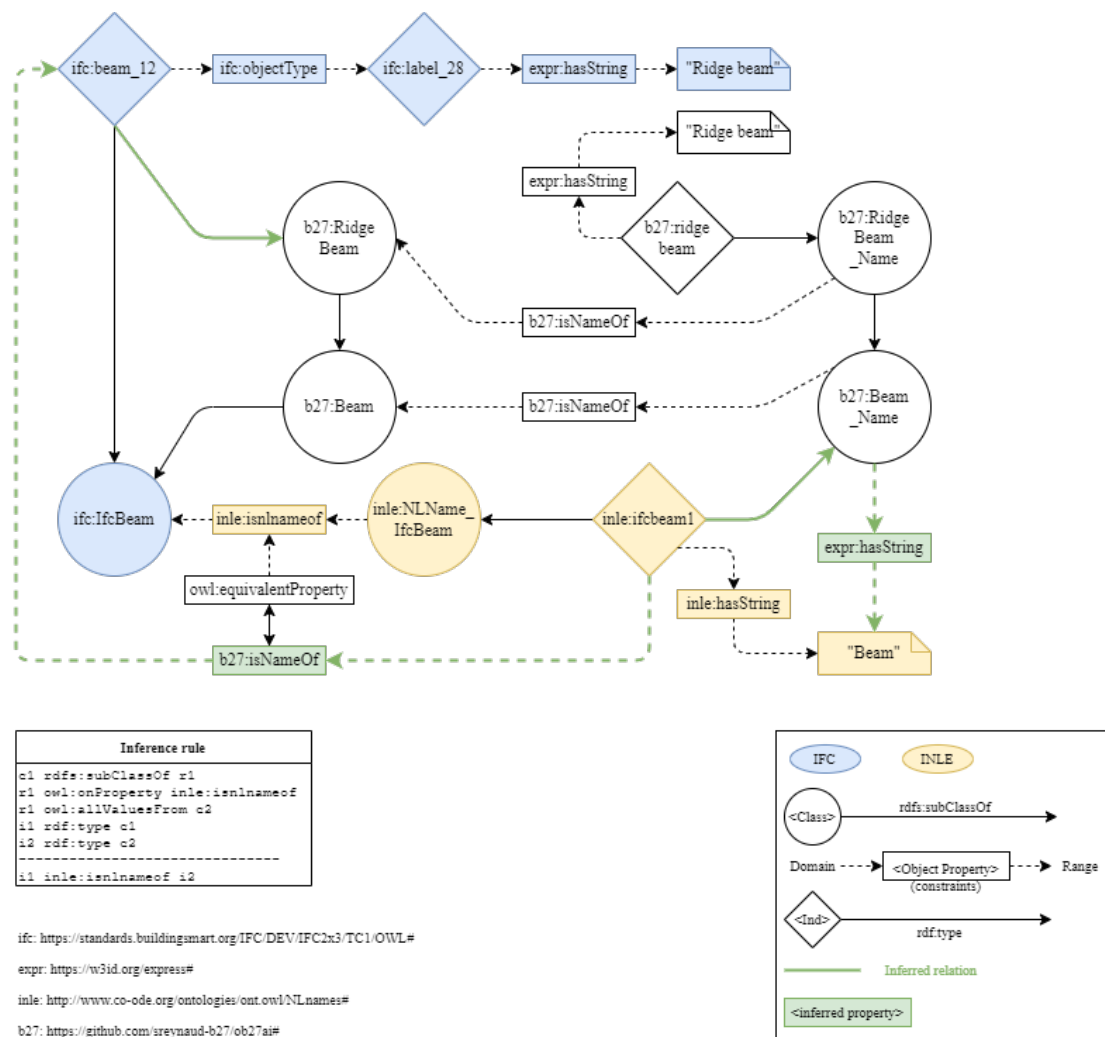 ifc:beam_12
ifc:objectType
ifc:label_28
expr:hasString
"Ridge beam"
"Ridge beam"
expr:hasString
b27:Ridge
Beam
b27:ridge
beam
b27:Ridge
Beam
_Name
b27:isNameOf
b27:Beam
b27:isNameOf
b27:Beam
_Name
ifc:IfcBeam
inle:isnlnameof
inle:NLName_
IfcBeam
inle:ifcbeam1
expr:hasString
owl:equivalentProperty
inle:hasString
b27:isNameOf
"Beam"
Inference rule
c1 rdfs:subClassOf r1
r1 owl:onProperty inle:isnlnameof
r1 owl:allValuesFrom c2
i1 rdf:type c1
i2 rdf:type c2
--------------------------------
i1 inle:isnlnameof i2
IFC
INLE
<Class>
rdfs:subClassOf
Domain
<Object Property>
(constraints)
Range
<Ind>
rdf:type
Inferred relation
<inferred property>
ifc: https://standards.buildingsmart.org/IFC/DEV/IFC2x3/TC1/OWL#
expr: https://w3id.org/express#
inle: http://www.co-ode.org/ontologies/ont.owl/NLnames#
b27: https://github.com/sreynaud-b27/ob27ai#